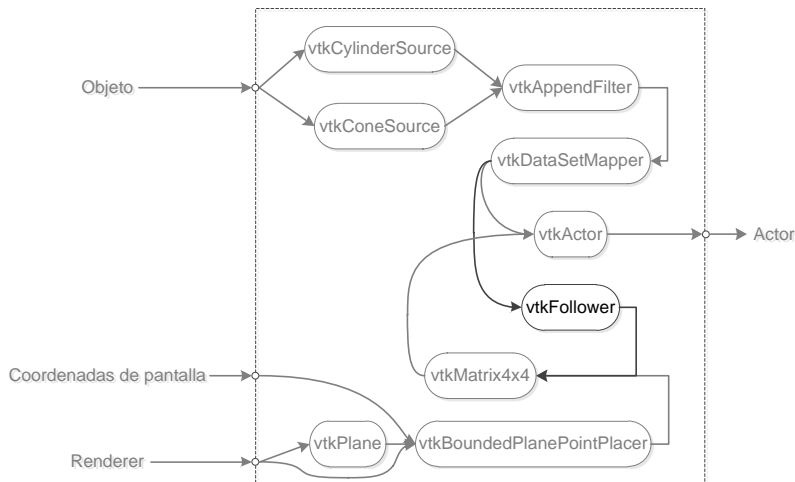 vtkCylinderSource
Objeto
vtkAppendFilter
vtkConeSource
vtkDataSetMapper
vtkActor
Actor
vtkFollower
Coordenadas de pantalla
vtkMatrix4x4
vtkPlane
vtkBoundedPlanePointPlacer
Renderer